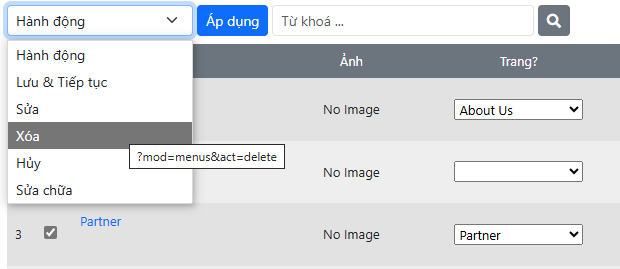 Hành động
Áp dụng
Từ khoá ...
Hành động
Lưu & Tiếp tục
Sửa
Xóa
Hủy
Sửa chữa
?mod=menus&act=delete
Ảnh
Trang?
No Image
About Us
No Image
3
Partner
No Image
Partner